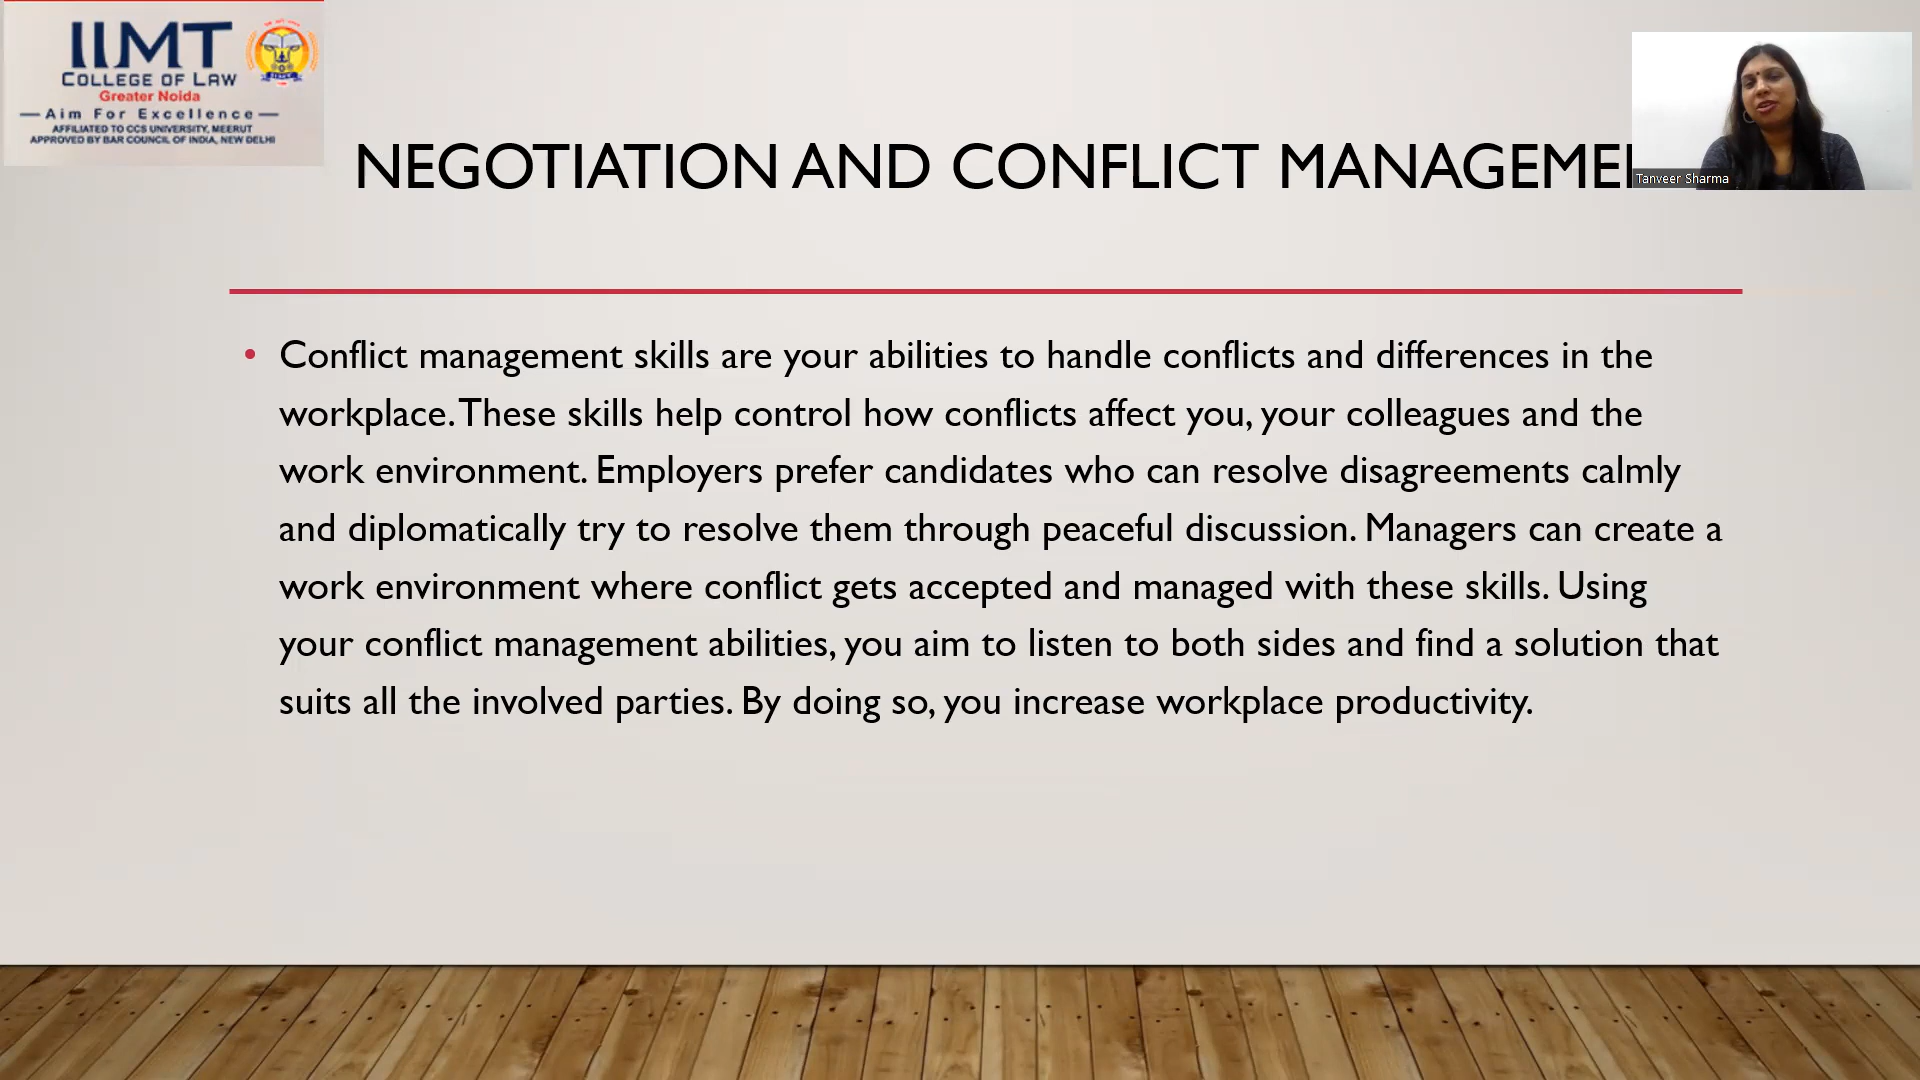 IIMT
COLLEGE OF LAW
Greater Noida
Aim For Excellence
AFFILIATED TO CCS UNIVERSITY, MEERUT
APPROVED BY BAR COUNCIL OF INDIA, NEW DELHI
NEGOTIATION AND CONFLICT MANAGEME
Tanveer Sharma
• Conflict management skills are your abilities to handle conflicts and differences in the
workplace. These skills help control how conflicts affect you, your colleagues and the
work environment. Employers prefer candidates who can resolve disagreements calmly
and diplomatically try to resolve them through peaceful discussion. Managers can create a
work environment where conflict gets accepted and managed with these skills. Using
your conflict management abilities, you aim to listen to both sides and find a solution that
suits all the involved parties. By doing so, you increase workplace productivity.